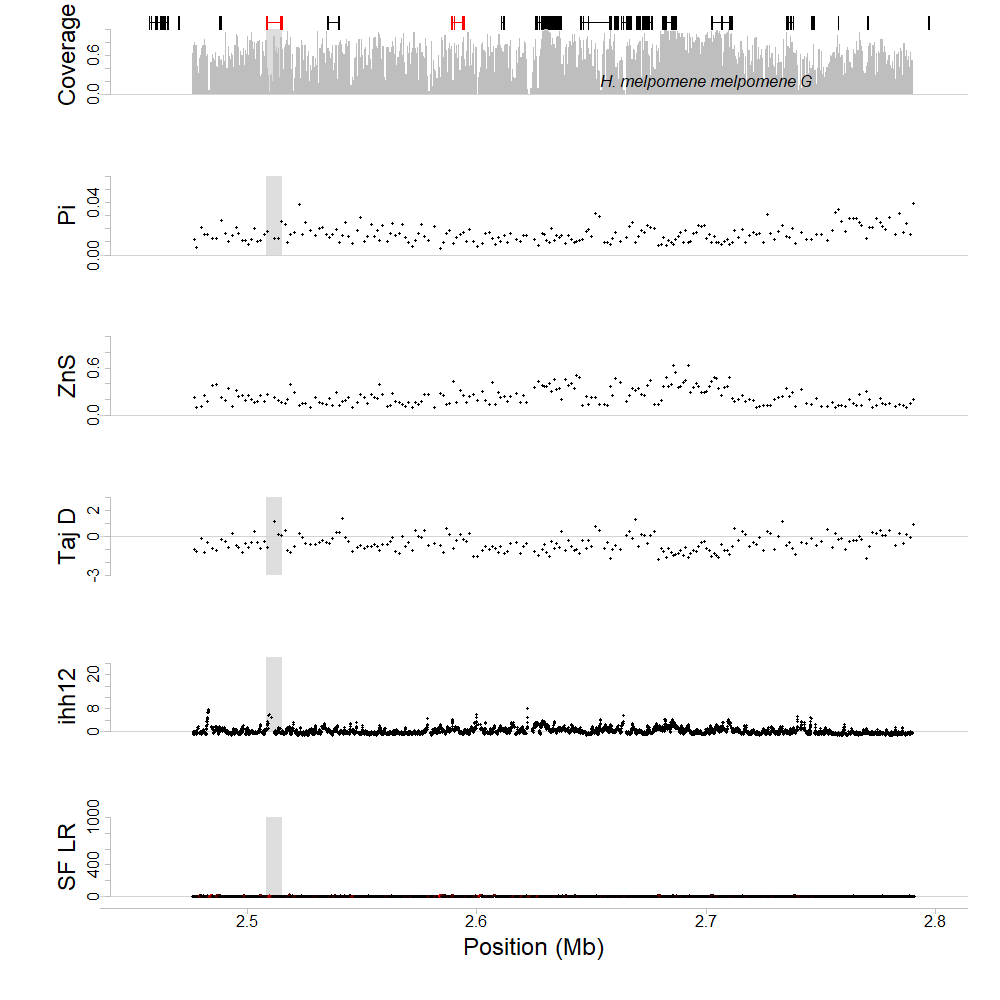 Coverage
0.0 0.6
H. melpomene melpomene G
Pi
0.00 0.04
ZnS
0.0 0.6
Taj D
-3 0 2
ihh12
0 8 20
SF LR
0 400 1000
2.5 2.6 2.7 2.8
Position (Mb)